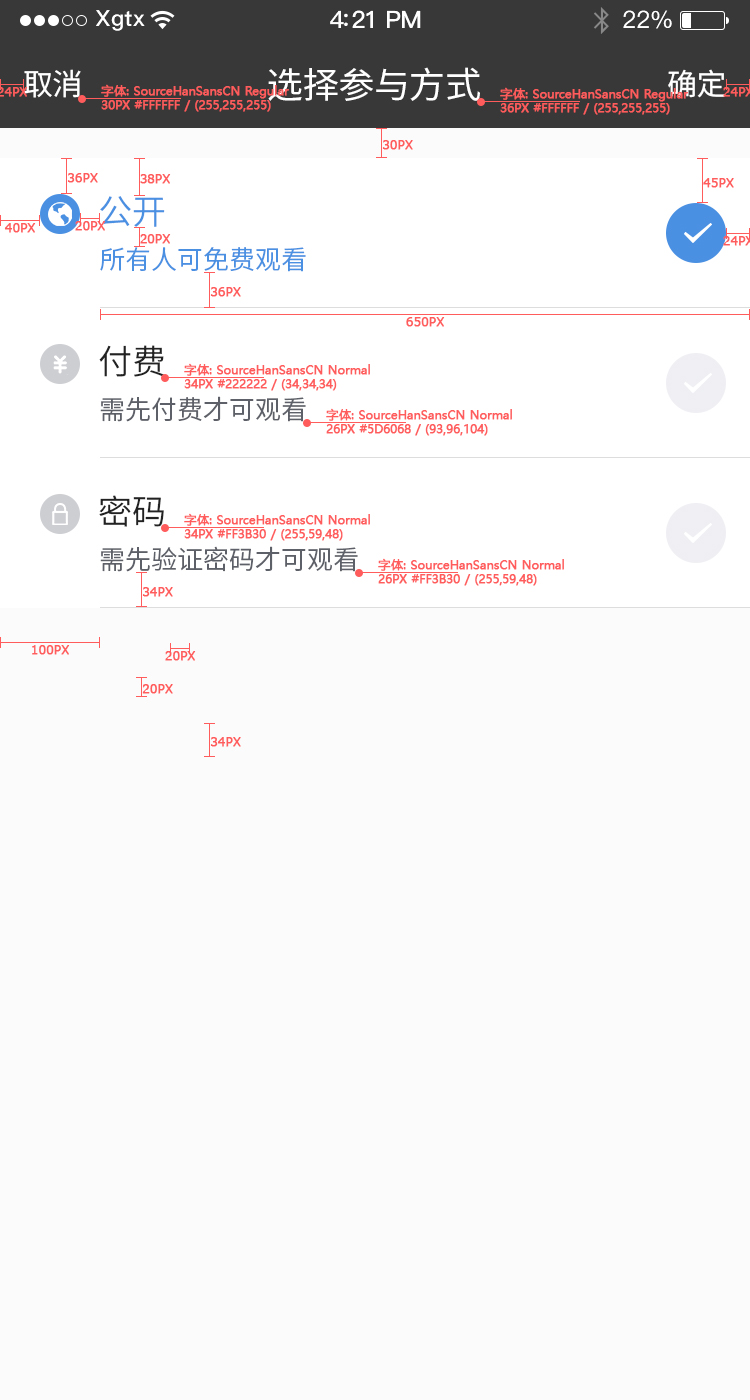 Xgtx 4:21 PM 22%
取消 选择参与方式 确定
24PX
字体: SourceHanSansCN Regular
30PX #FFFFFF / (255,255,255)
字体: SourceHanSansCN Regular
36PX #FFFFFF / (255,255,255)
24PX
30PX
36PX
38PX
45PX
公开
40PX
20PX
20PX
24PX
所有人可免费观看
36PX
650PX
¥
付费
字体: SourceHanSansCN Normal
34PX #222222 / (34,34,34)
需先付费才可观看
字体: SourceHanSansCN Normal
26PX #5D6068 / (93,96,104)
密码
字体: SourceHanSansCN Normal
34PX #FF3B30 / (255,59,48)
需先验证密码才可观看
字体: SourceHanSansCN Normal
26PX #FF3B30 / (255,59,48)
34PX
100PX
20PX
20PX
34PX